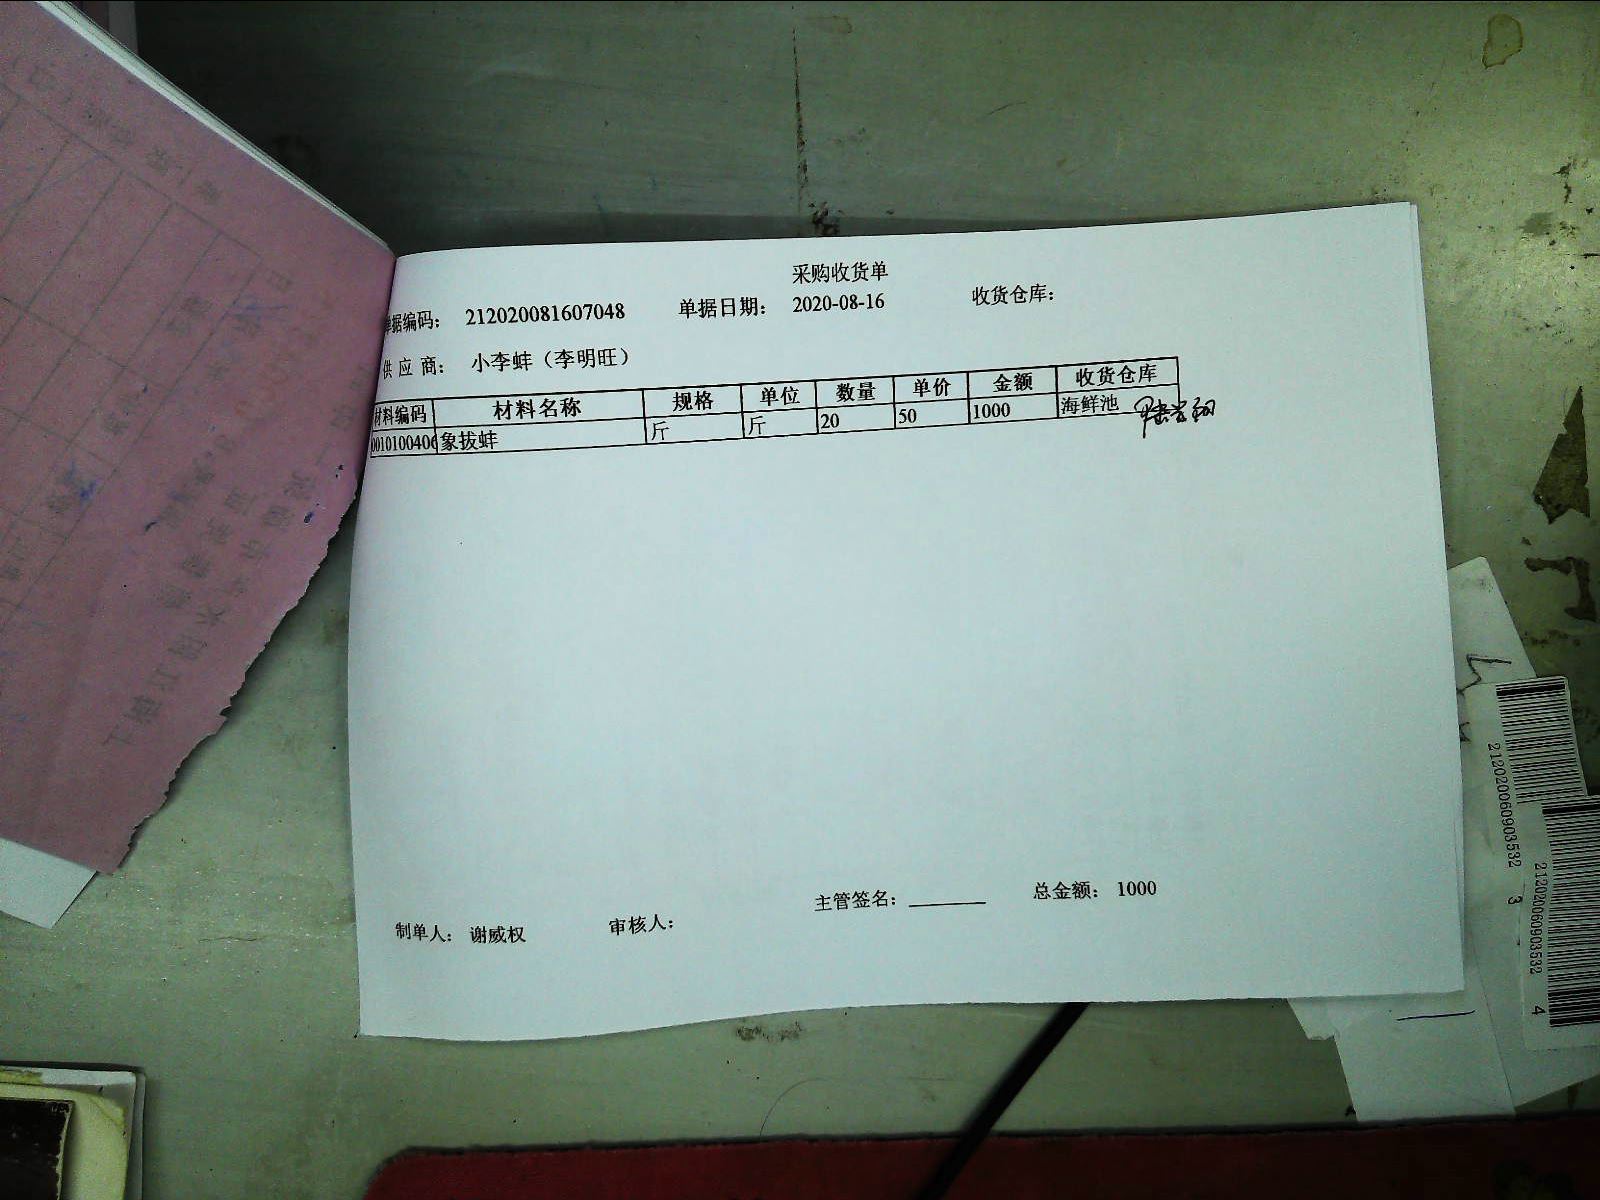 采购收货单
单据编码： 212020081607048 单据日期： 2020-08-16 收货仓库：
供应商： 小李蚌（李明旺）
材料编码 材料名称 规格 单位 数量 单价 金额 收货仓库
象拔蚌 斤 斤 20 50 1000 海鲜池
主管签名： 总金额： 1000
制单人： 谢威权 审核人：
212020060903532 3
212020060903532 4